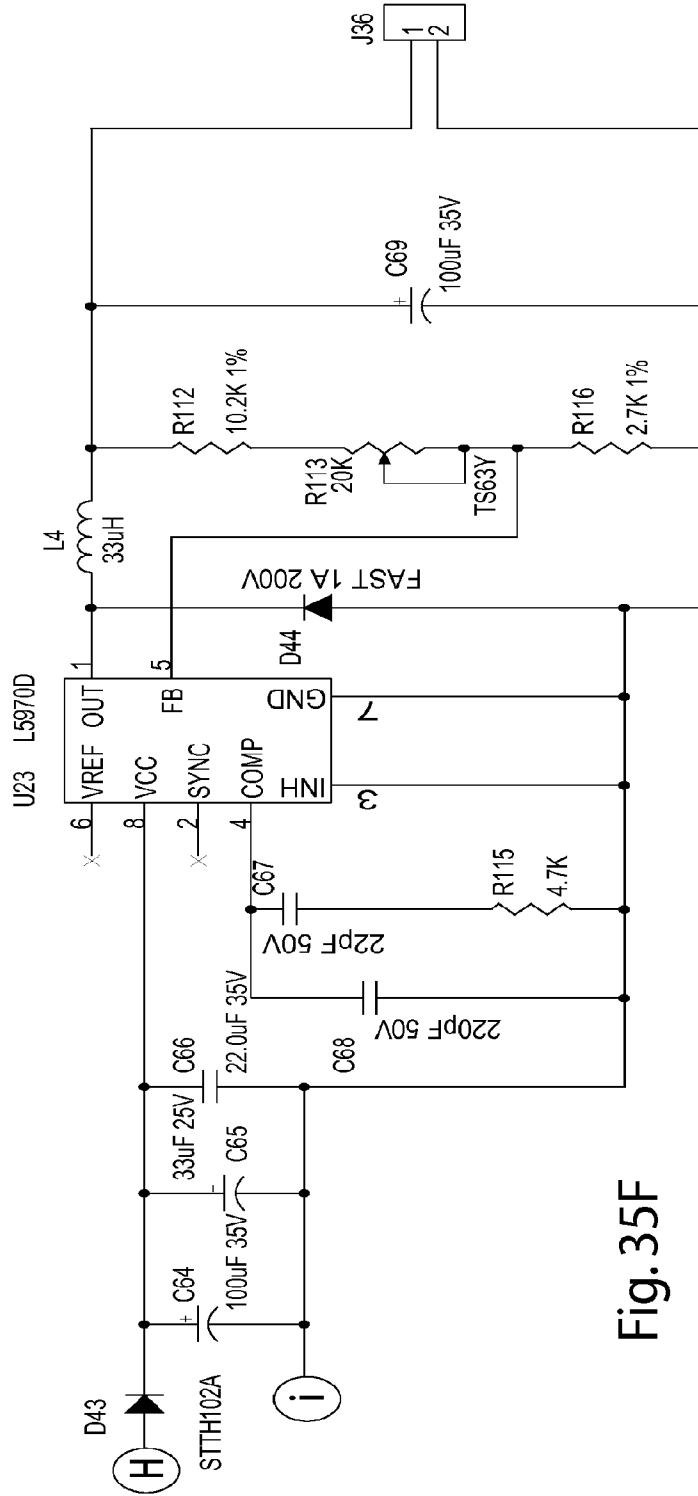 H
D43
STTH102A
i
C64
100uF 35V
+
C65
33uF 25V
-
C66
22.0uF 35V
C68
220pF 50V
C67
22pF 50V
R115
4.7K
U23 L5970D
6 VREF
8 VCC
2 SYNC
4 COMP
INH 3
GND 7
OUT 1
FB 5
D44
FAST 1A 200V
L4
33uH
R112
10.2K 1%
R113
20K
TS63Y
R116
2.7K 1%
C69
100uF 35V
+
J36
1
2
Fig. 35F